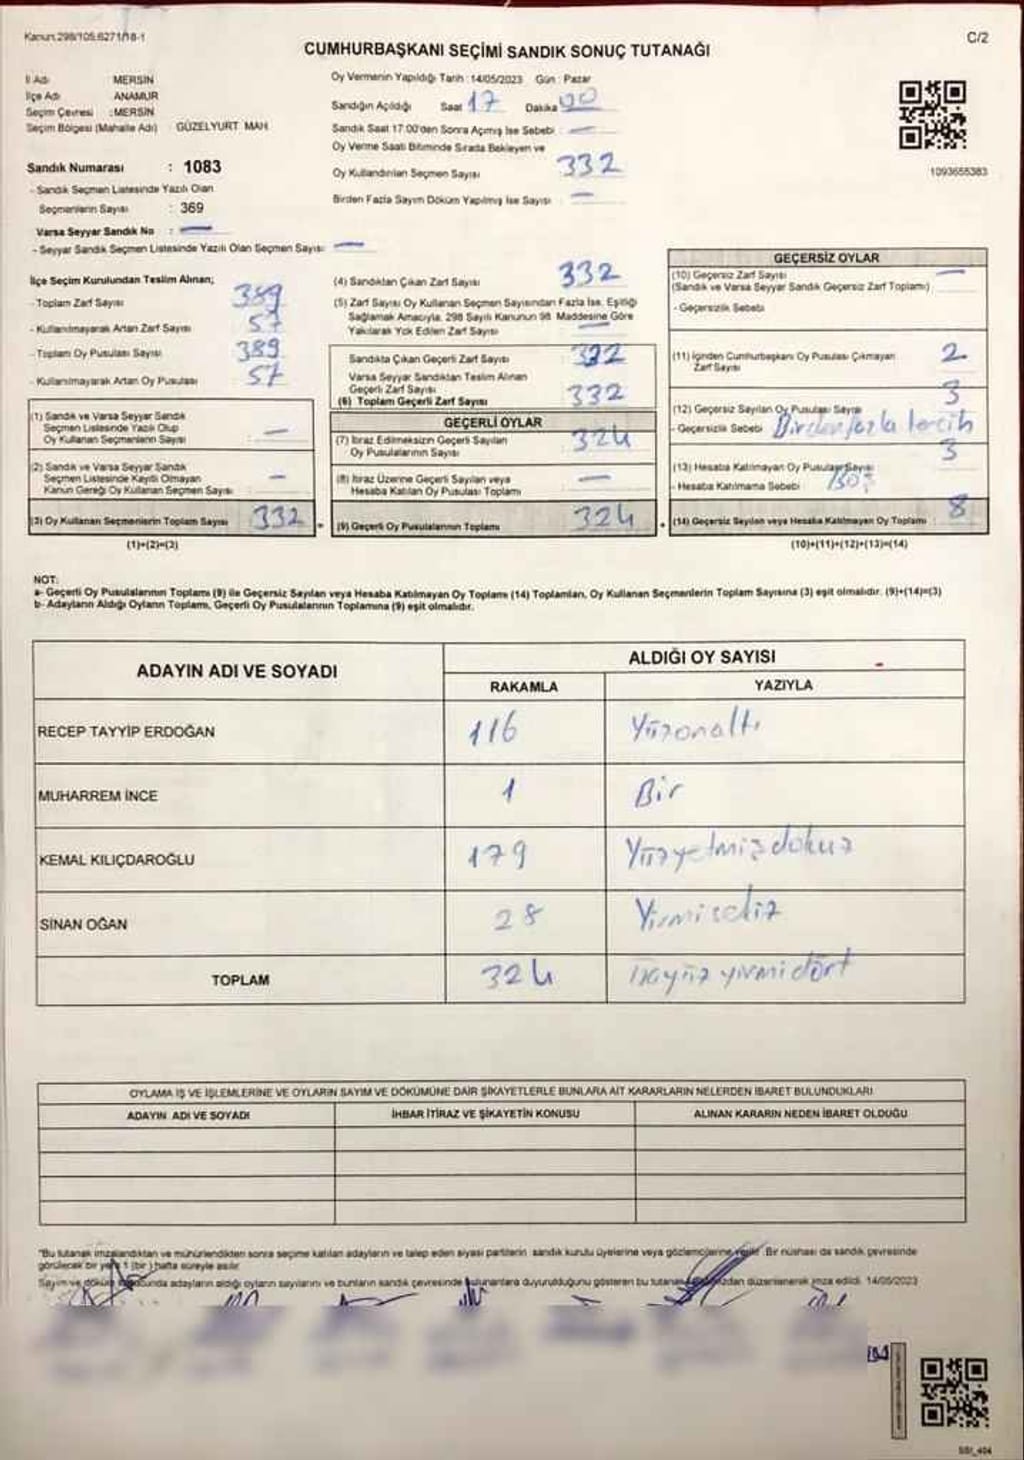 Kanun:298/105;6271/18-1
C/2
CUMHURBAŞKANI SEÇİMİ SANDIK SONUÇ TUTANAĞI
İl Adı MERSİN
İlçe Adı ANAMUR
Seçim Çevresi :MERSİN
Seçim Bölgesi (Mahalle Adı) : GÜZELYURT MAH.
Oy Vermenin Yapıldığı Tarih :14/05/2023 Gün : Pazar
Sandığın Açıldığı Saat 17 Dakika 00
Sandık Saat 17:00'den Sonra Açımış İse Sebebi : —
Oy Verme Saati Bitiminde Sırada Bekleyen ve
Oy Kullandırılan Seçmen Sayısı 332
Birden Fazla Sayım Döküm Yapılmış İse Sayısı : —
1093655383
Sandık Numarası : 1083
- Sandık Seçmen Listesinde Yazılı Olan
Seçmenlerin Sayısı : 369
Varsa Seyyar Sandık No : —
- Seyyar Sandık Seçmen Listesinde Yazılı Olan Seçmen Sayısı: —
İlçe Seçim Kurulundan Teslim Alınan;
- Toplam Zarf Sayısı 389
- Kullanılmayarak Artan Zarf Sayısı 57
- Toplam Oy Pusulası Sayısı 389
- Kullanılmayarak Artan Oy Pusulası 57
(1) Sandık ve Varsa Seyyar Sandık
Seçmen Listesinde Yazılı Olup
Oy Kullanan Seçmenlerin Sayısı : —
(2) Sandık ve Varsa Seyyar Sandık
Seçmen Listesinde Kayıtlı Olmayan
Kanun Gereği Oy Kullanan Seçmen Sayısı —
(3) Oy Kullanan Seçmenlerin Toplam Sayısı 332
(1)+(2)=(3)
(4) Sandıktan Çıkan Zarf Sayısı 332
(5) Zarf Sayısı Oy Kullanan Seçmen Sayısından Fazla İse, Eşitliği
Sağlamak Amacıyla, 298 Sayılı Kanunun 98. Maddesine Göre
Yakılarak Yok Edilen Zarf Sayısı —
Sandıkta Çıkan Geçerli Zarf Sayısı 332
Varsa Seyyar Sandıktan Teslim Alınan
Geçerli Zarf Sayısı
(6) Toplam Geçerli Zarf Sayısı 332
GEÇERLİ OYLAR
(7) İtiraz Edilmeksizin Geçerli Sayılan
Oy Pusulalarının Sayısı 324
(8) İtiraz Üzerine Geçerli Sayılan veya
Hesaba Katılan Oy Pusulası Toplamı —
(9) Geçerli Oy Pusulalarının Toplamı 324
GEÇERSİZ OYLAR
(10) Geçersiz Zarf Sayısı —
(Sandık ve Varsa Seyyar Sandık Geçersiz Zarf Toplamı)
- Geçersizlik Sebebi
(11) İçinden Cumhurbaşkanı Oy Pusulası Çıkmayan
Zarf Sayısı 2
(12) Geçersiz Sayılan Oy Pusulası Sayısı 3
- Geçersizlik Sebebi Birden fazla tercih
(13) Hesaba Katılmayan Oy Pusulası Sayısı 3
- Hesaba Katılmama Sebebi
(14) Geçersiz Sayılan veya Hesaba Katılmayan Oy Toplamı : 8
(10)+(11)+(12)+(13)=(14)
NOT:
a- Geçerli Oy Pusulalarının Toplamı (9) ile Geçersiz Sayılan veya Hesaba Katılmayan Oy Toplamı (14) Toplamları, Oy Kullanan Seçmenlerin Toplam Sayısına (3) eşit olmalıdır. (9)+(14)=(3)
b- Adayların Aldığı Oyların Toplamı, Geçerli Oy Pusulalarının Toplamına (9) eşit olmalıdır.
ADAYIN ADI VE SOYADI
ALDIĞI OY SAYISI
RAKAMLA YAZIYLA
RECEP TAYYİP ERDOĞAN 116 Yüzonaltı
MUHARREM İNCE 1 Bir
KEMAL KILIÇDAROĞLU 179 Yüzyetmişdokuz
SİNAN OĞAN 28 Yirmisekiz
TOPLAM 324 üçyüz yirmidört
OYLAMA İŞ VE İŞLEMLERİNE VE OYLARIN SAYIM VE DÖKÜMÜNE DAİR ŞİKAYETLERLE BUNLARA AİT KARARLARIN NELERDEN İBARET BULUNDUKLARI
ADAYIN ADI VE SOYADI İHBAR İTİRAZ VE ŞİKAYETİN KONUSU ALINAN KARARIN NEDEN İBARET OLDUĞU
"Bu tutanak imzalandıktan ve mühürlendikten sonra seçime katılan adayların ve talep eden siyasi partilerin sandık kurulu üyelerine veya gözlemcilerine verilir. Bir nüshası da sandık çevresinde
görülecek bir yere 1 (bir) hafta süreyle asılır.
Sayım ve döküm sonucunda adayların aldığı oyların sayılarını ve bunların sandık çevresinde bulunanlara duyurulduğunu gösteren bu tutanak düzenlenerek imza edildi. 14/05/2023
SSI_404